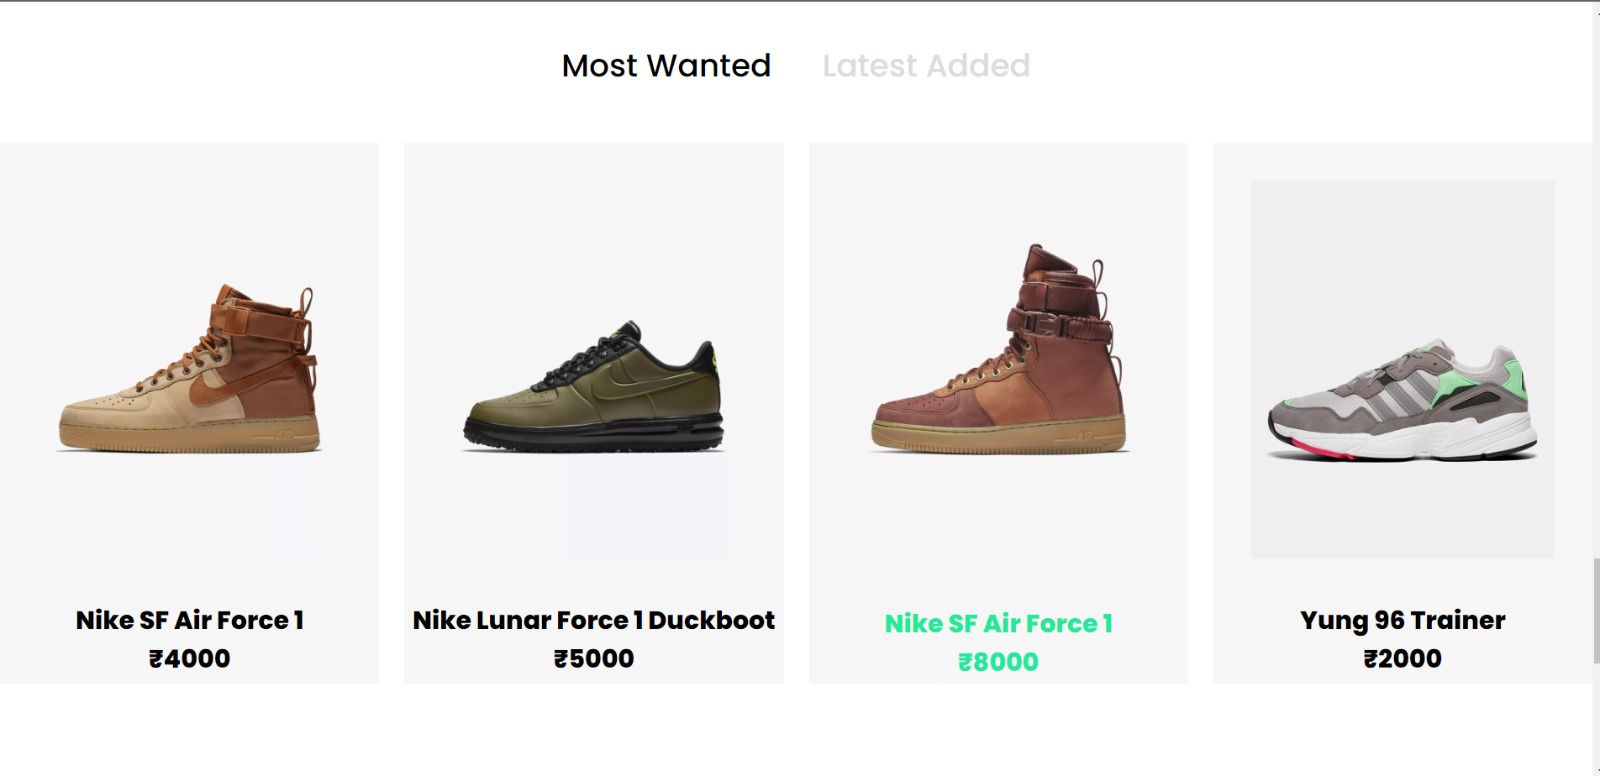 Most Wanted Latest Added
Nike SF Air Force 1
₹4000
Nike Lunar Force 1 Duckboot
₹5000
Nike SF Air Force 1
₹8000
Yung 96 Trainer
₹2000